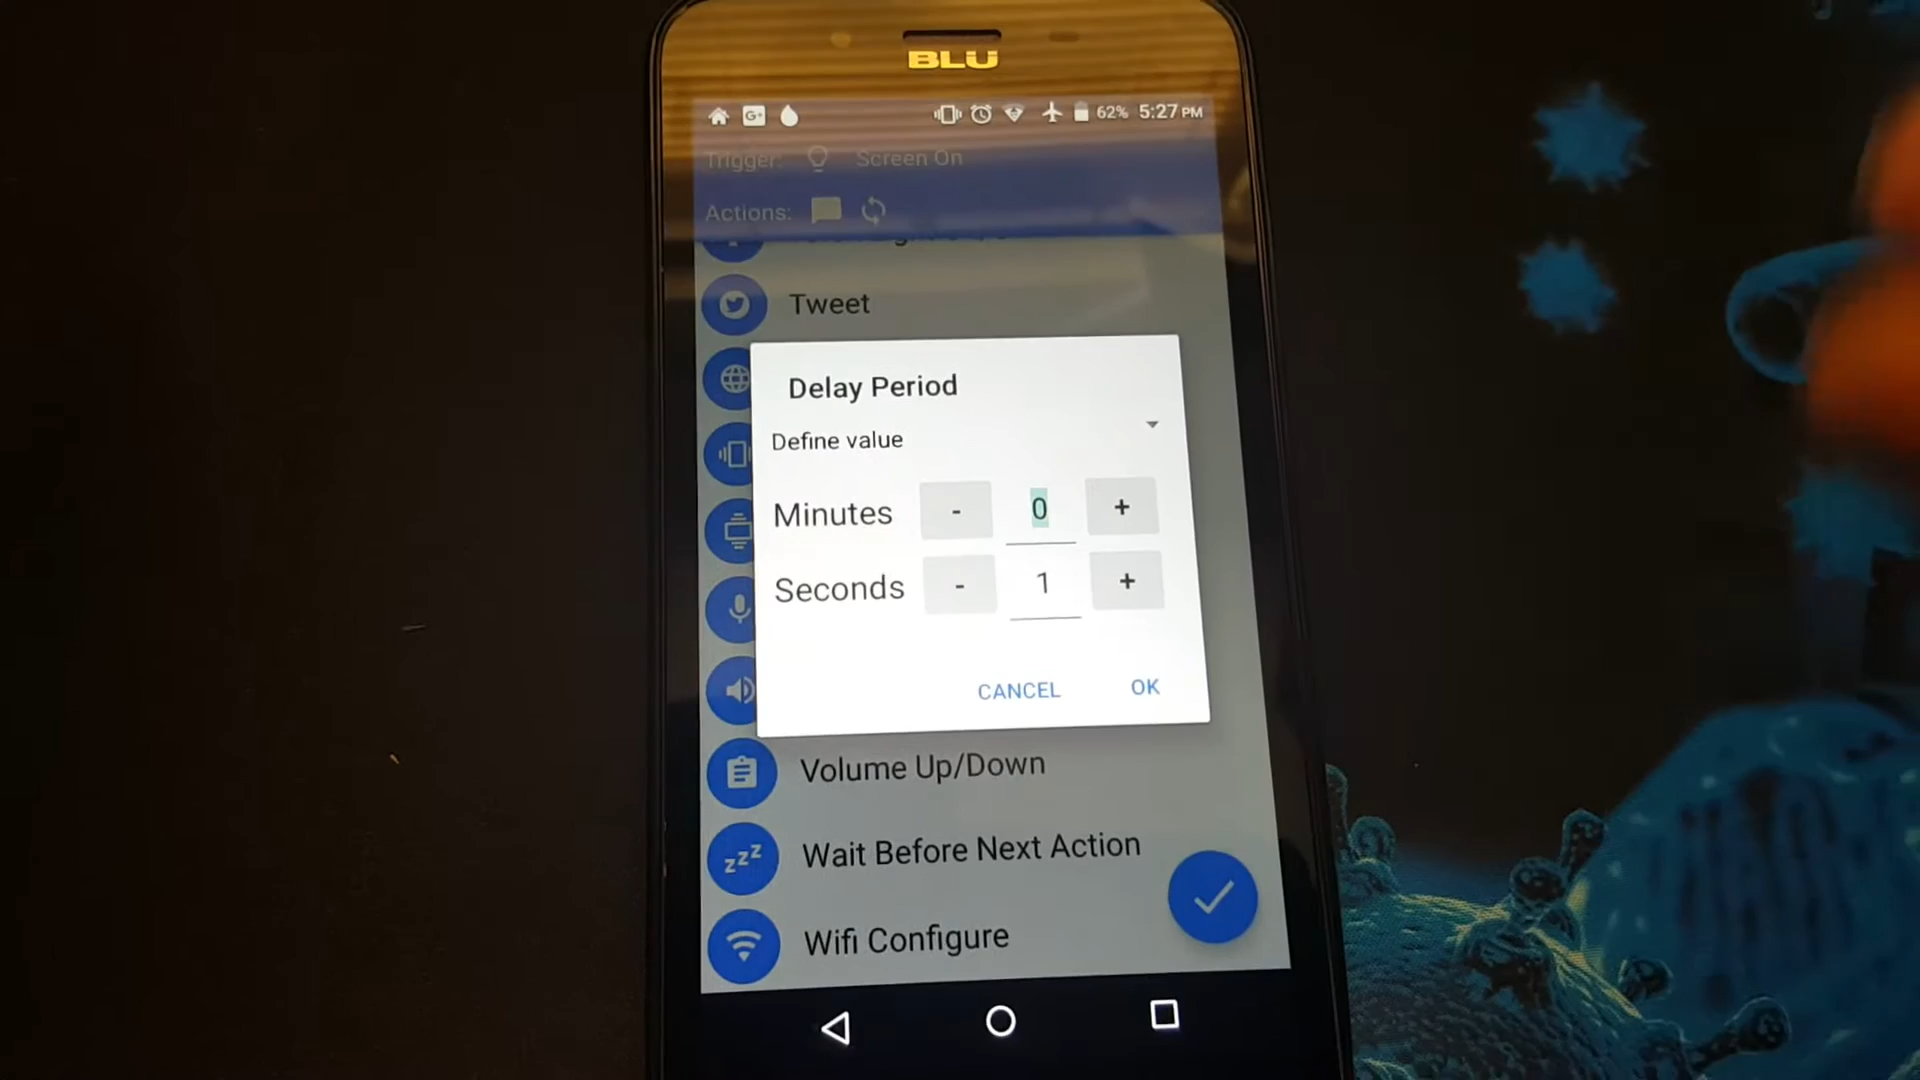 BLU
G+ 62% 5:27 PM
Trigger: Screen On
Actions:
Tweet
Delay Period
Define value
Minutes - 0 +
Seconds - 1 +
CANCEL OK
Volume Up/Down
zzz Wait Before Next Action
Wifi Configure